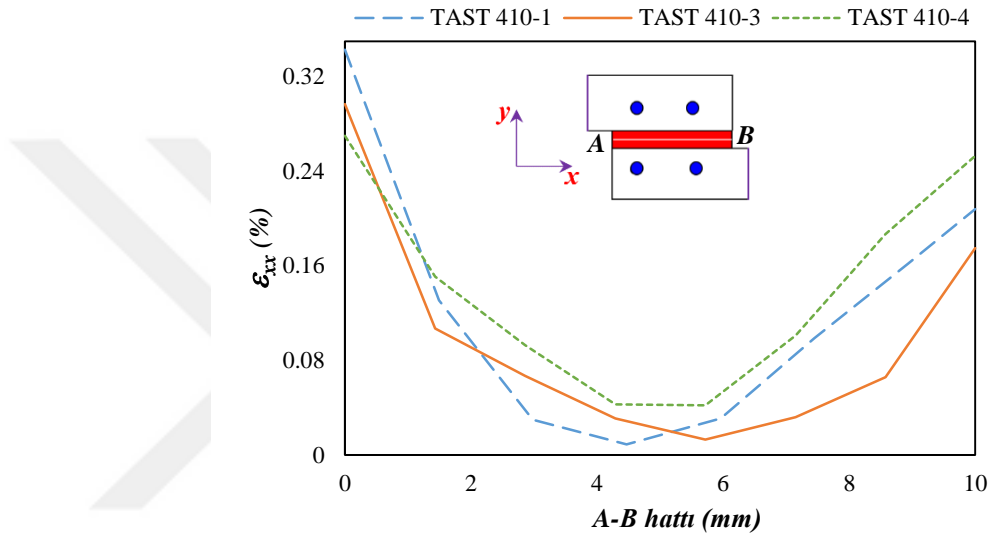 TAST 410-1 TAST 410-3 TAST 410-4
0.32
0.24
0.16
0.08
0
εxx (%)
y
x
A
B
0 2 4 6 8 10
A-B hattı (mm)